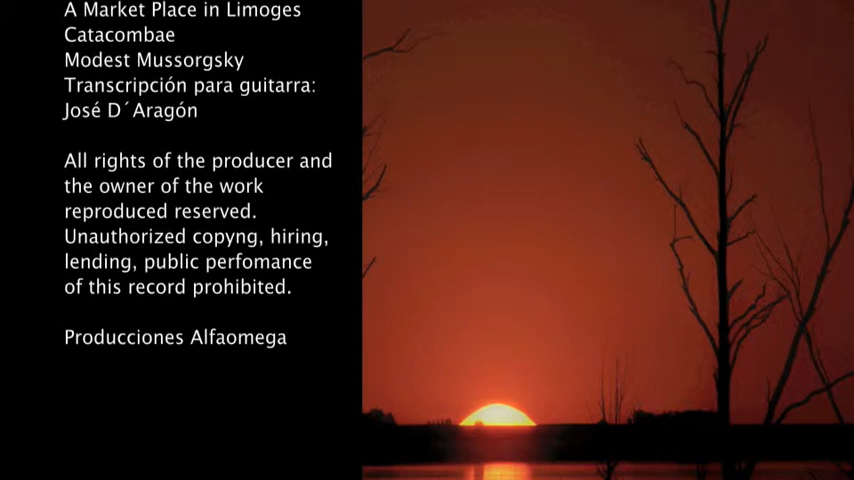 A Market Place in Limoges
Catacombae
Modest Mussorgsky
Transcripción para guitarra:
José D´Aragón
All rights of the producer and
the owner of the work
reproduced reserved.
Unauthorized copyng, hiring,
lending, public perfomance
of this record prohibited.
Producciones Alfaomega